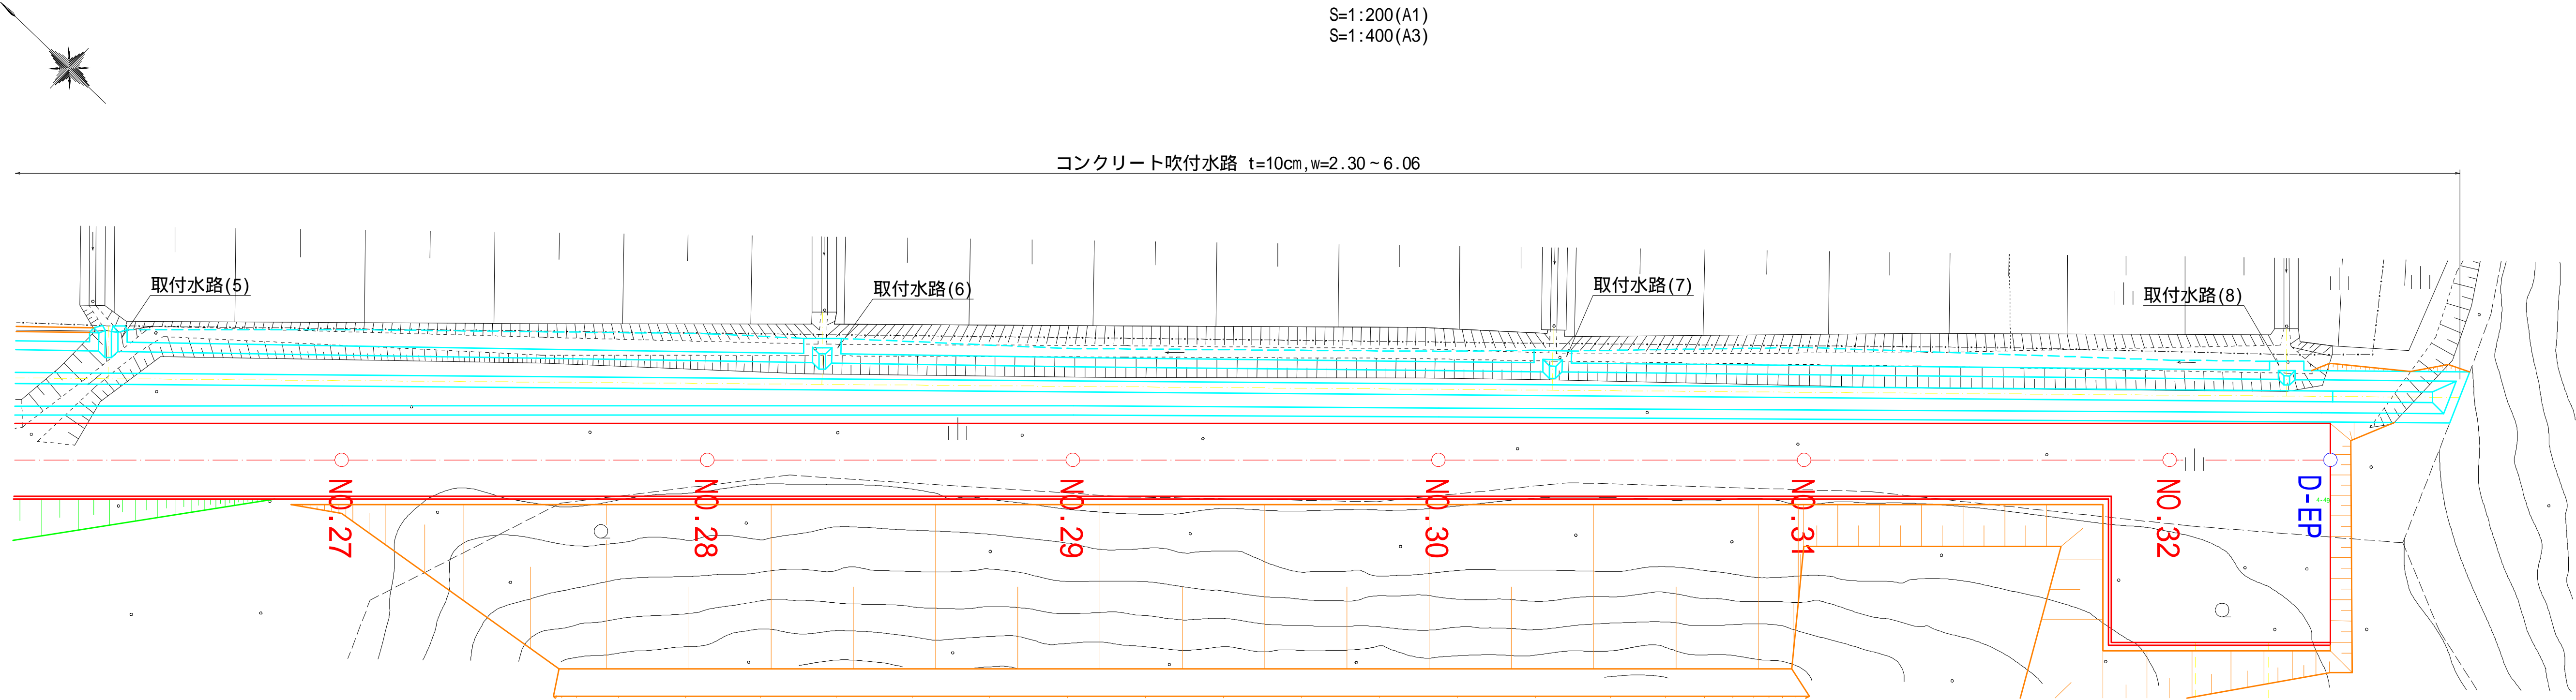 S=1:200(A1)
S=1:400(A3)
コンクリート吹付水路 t=10cm,w=2.30~6.06
取付水路(5)
取付水路(6)
取付水路(7)
取付水路(8)
NO.27
NO.28
NO.29
NO.30
NO.31
NO.32
D-EP